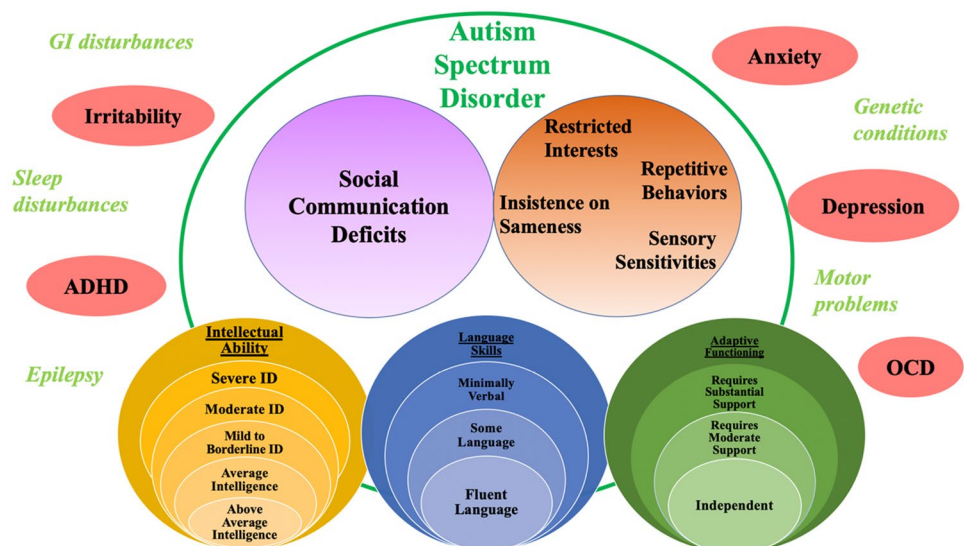 GI disturbances
Irritability
Sleep
disturbances
ADHD
Epilepsy
Autism
Spectrum
Disorder
Social
Communication
Deficits
Restricted
Interests
Repetitive
Behaviors
Insistence on
Sameness
Sensory
Sensitivities
Anxiety
Genetic
conditions
Depression
Motor
problems
OCD
Intellectual
Ability
Severe ID
Moderate ID
Mild to
Borderline ID
Average
Intelligence
Above
Average
Intelligence
Language
Skills
Minimally
Verbal
Some
Language
Fluent
Language
Adaptive
Functioning
Requires
Substantial
Support
Requires
Moderate
Support
Independent